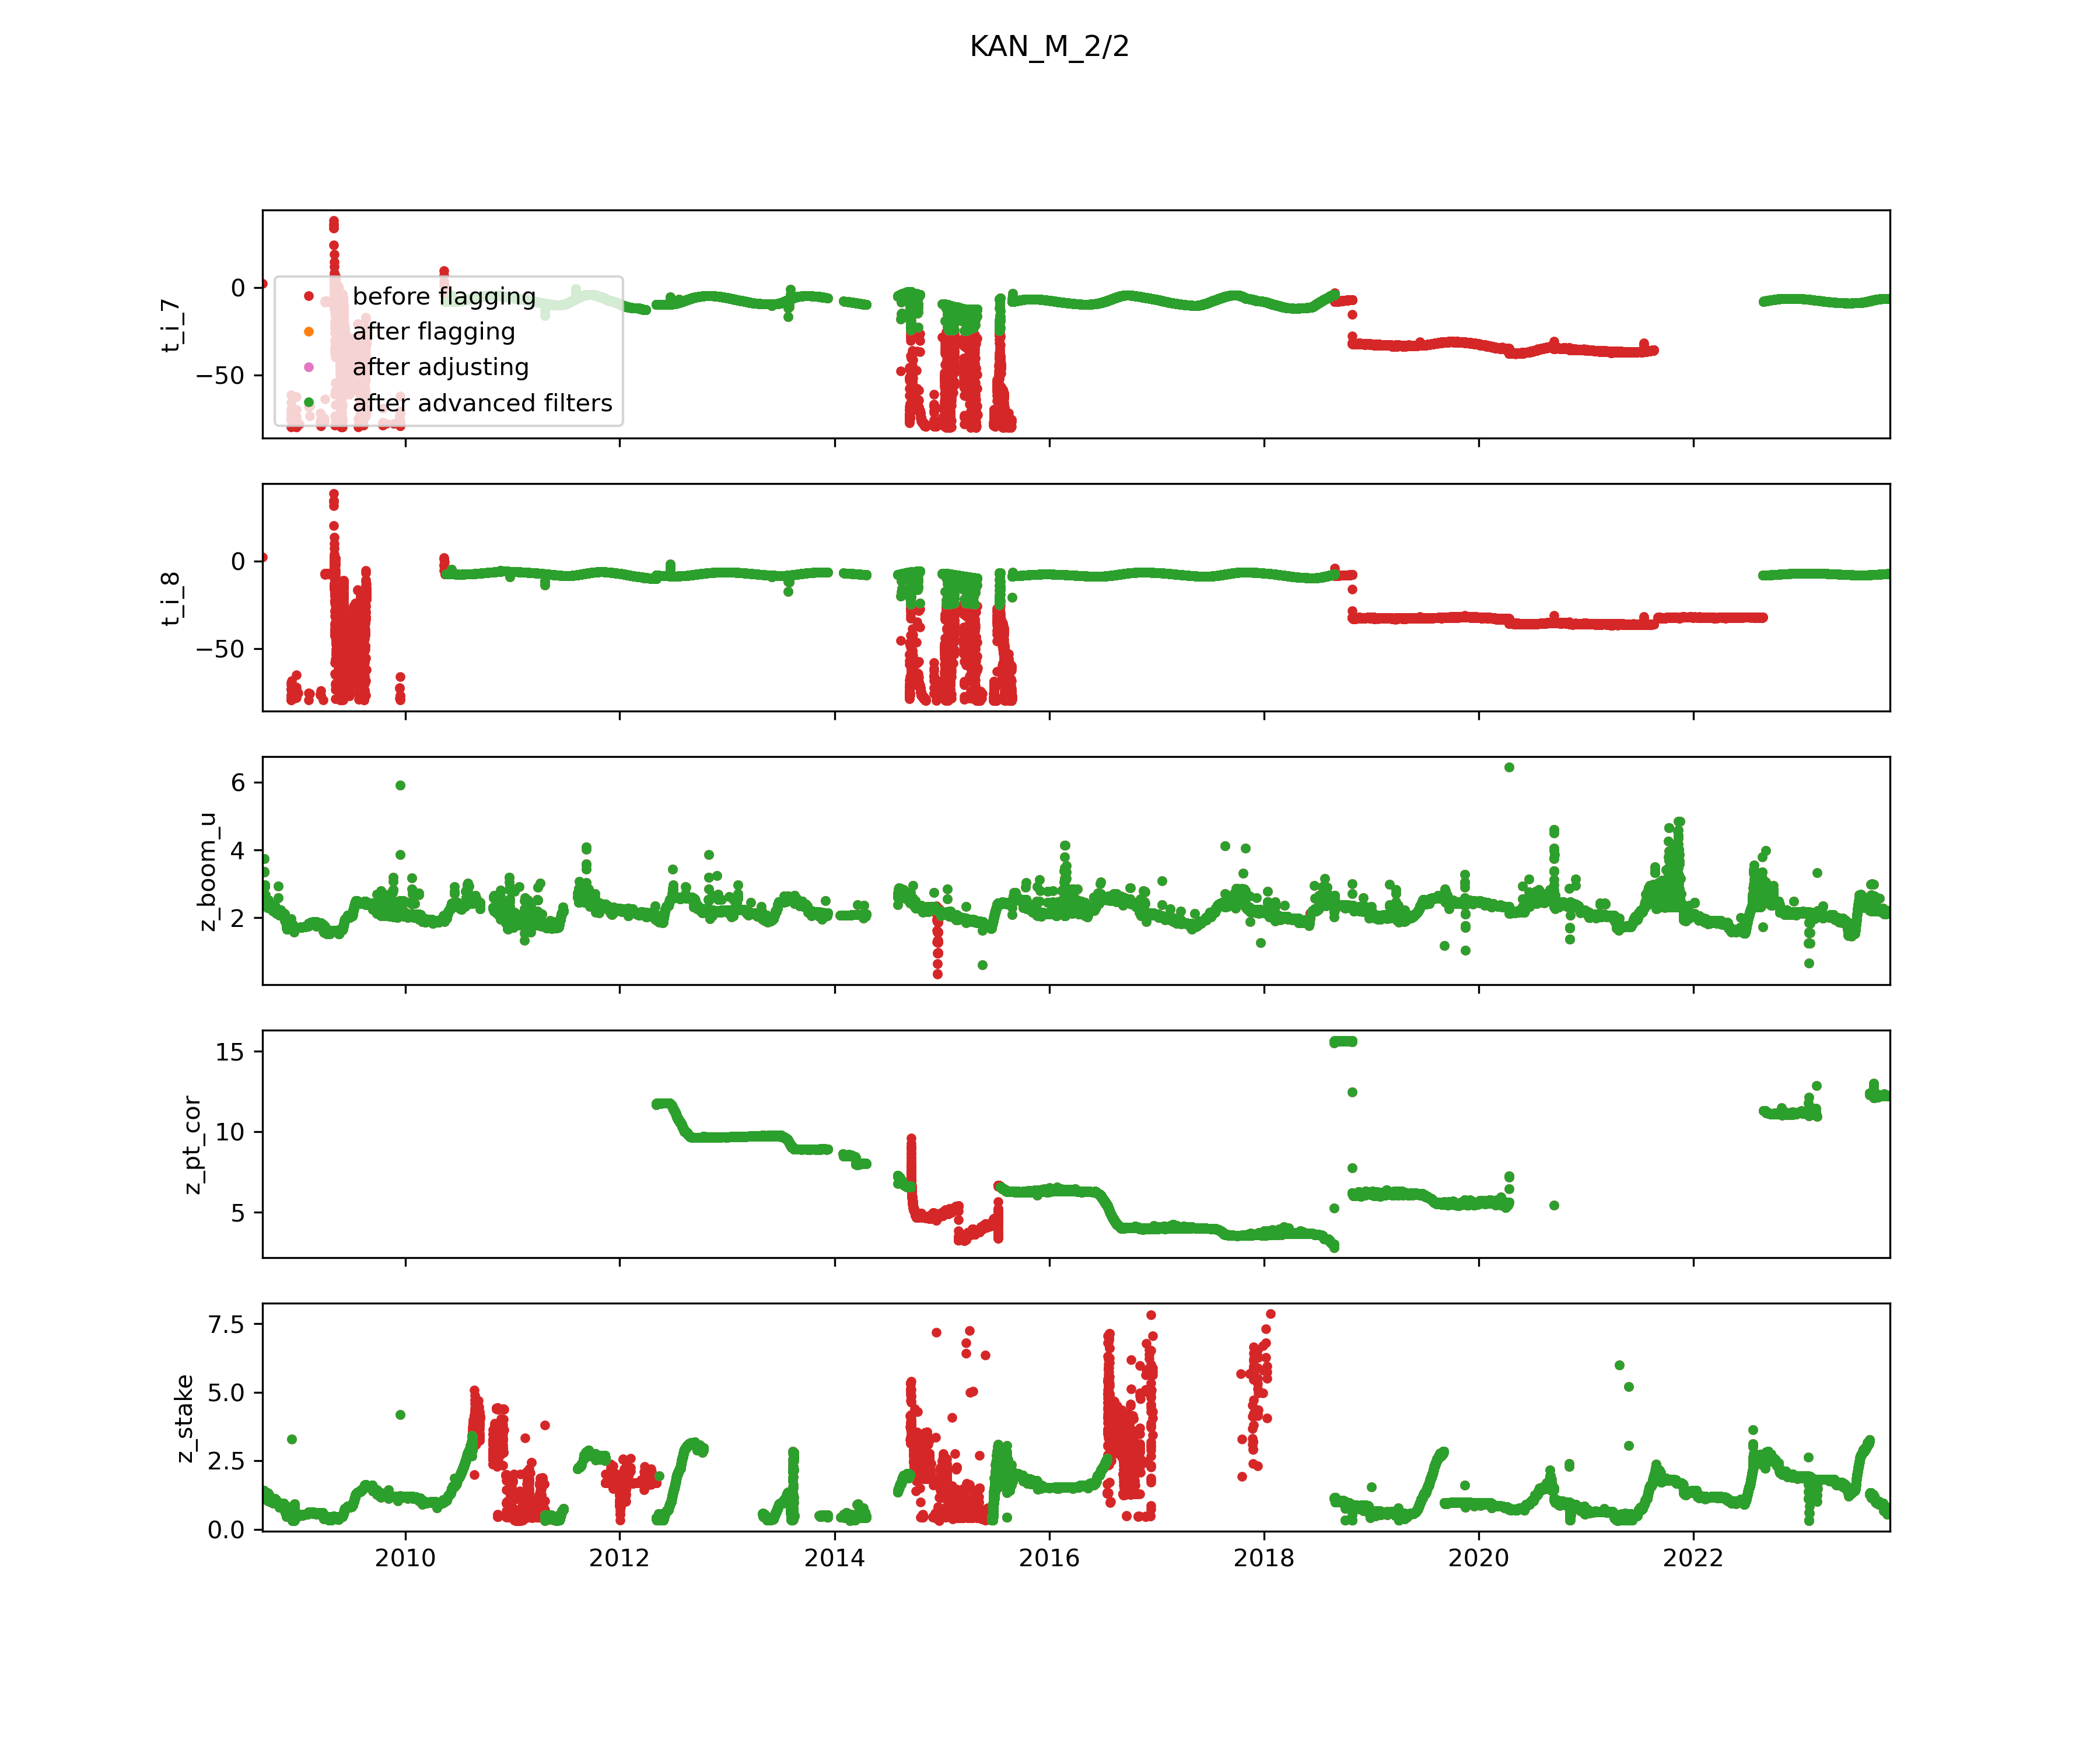 KAN_M_2/2
t_i_7
0
−50
before flagging
after flagging
after adjusting
after advanced filters
t_i_8
0
−50
z_boom_u
6
4
2
z_pt_cor
15
10
5
z_stake
7.5
5.0
2.5
0.0
2010 2012 2014 2016 2018 2020 2022